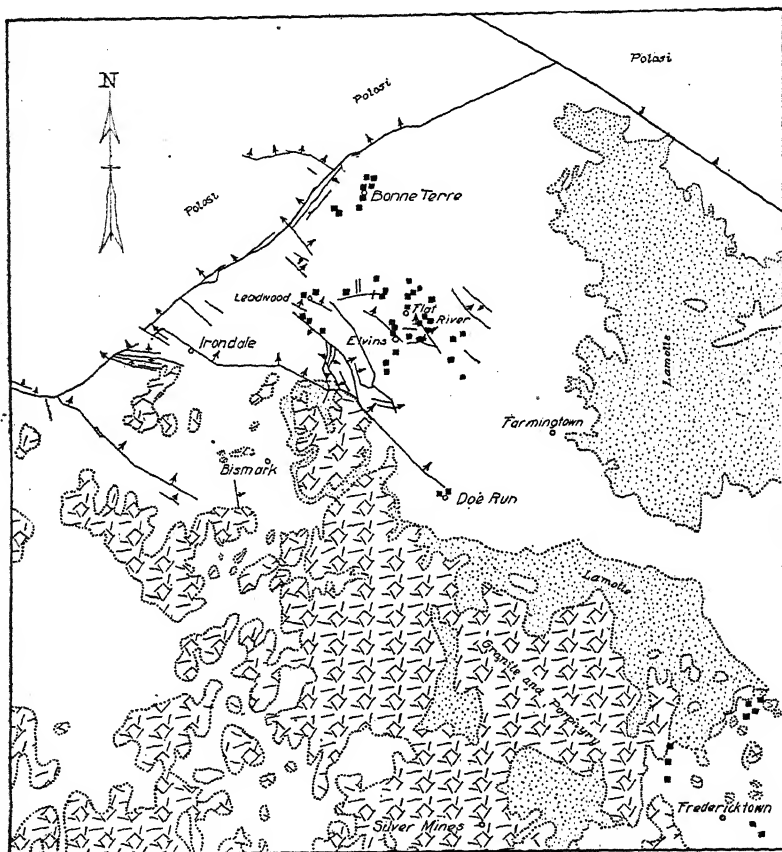 Potosi
N
Potosi
Potosi
Bonne Terre
Leadwood
Flat
River
Elvins
Irondale
Lamotte
Farmingtown
Bismark
Doe Run
Lamotte
Granite and Porphyry
Fredericktown
Silver Mines